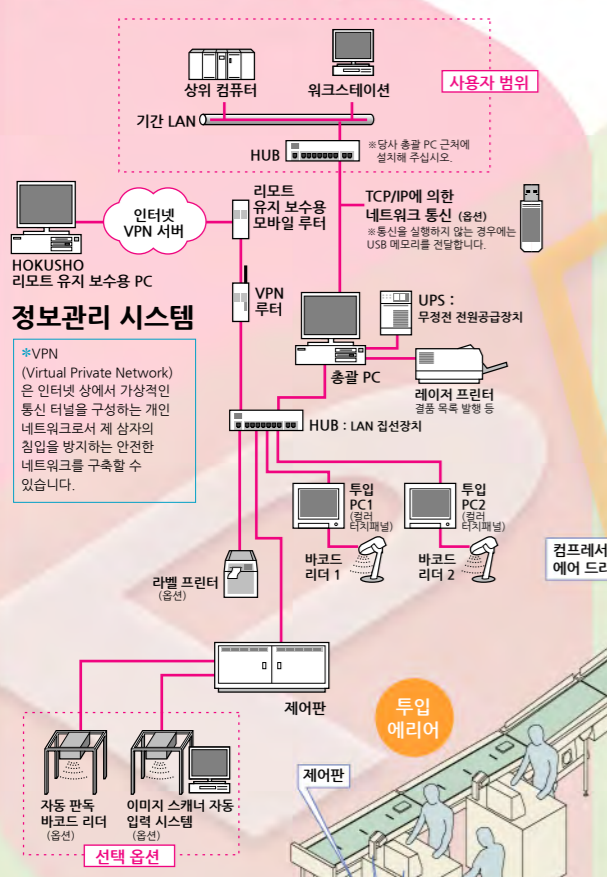 상위 컴퓨터
워크스테이션
사용자 범위
기간 LAN
HUB
※당사 총괄 PC 근처에
설치해 주십시오.
인터넷
VPN 서버
리모트
유지 보수용
모바일 루터
TCP/IP에 의한
네트워크 통신 (옵션)
※통신을 실행하지 않는 경우에는
USB 메모리를 전달합니다.
HOKUSHO
리모트 유지 보수용 PC
VPN
루터
UPS :
무정전 전원공급장치
정보관리 시스템
총괄 PC
레이저 프린터
결품 목록 발행 등
*VPN
(Virtual Private Network)
은 인터넷 상에서 가상적인
통신 터널을 구성하는 개인
네트워크로서 제 삼자의
침입을 방지하는 안전한
네트워크를 구축할 수
있습니다.
HUB : LAN 집선장치
투입
PC1
(컬러
터치패널)
투입
PC2
(컬러
터치패널)
바코드
리더 1
바코드
리더 2
컴프레서
에어 드라
라벨 프린터
(옵션)
제어판
투입
에리어
제어판
자동 판독
바코드 리더
(옵션)
이미지 스캐너 자동
입력 시스템
(옵션)
선택 옵션